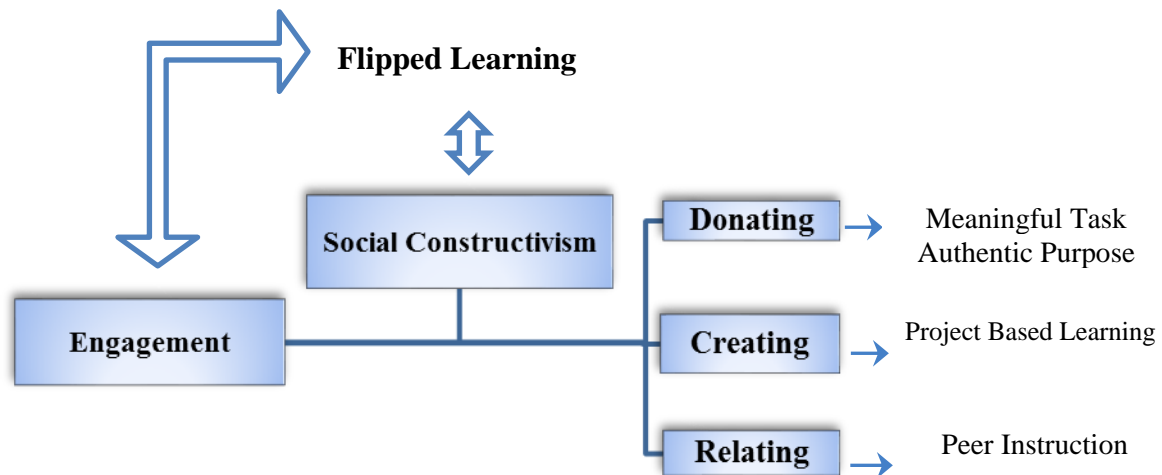 Flipped Learning
Social Constructivism
Engagement
Donating
Meaningful Task
Authentic Purpose
Creating
Project Based Learning
Relating
Peer Instruction